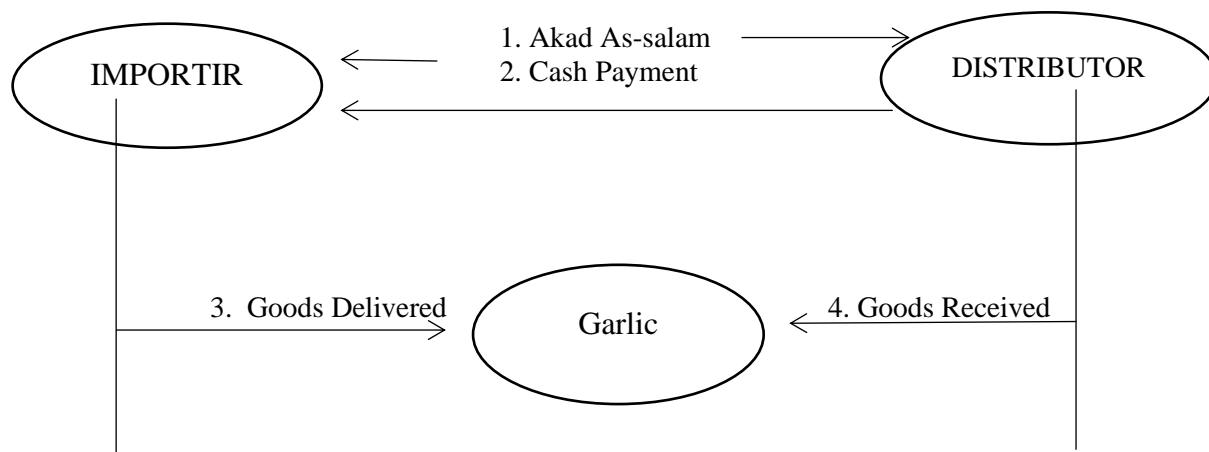 1. Akad As-salam
IMPORTIR
2. Cash Payment
DISTRIBUTOR
3. Goods Delivered
Garlic
4. Goods Received